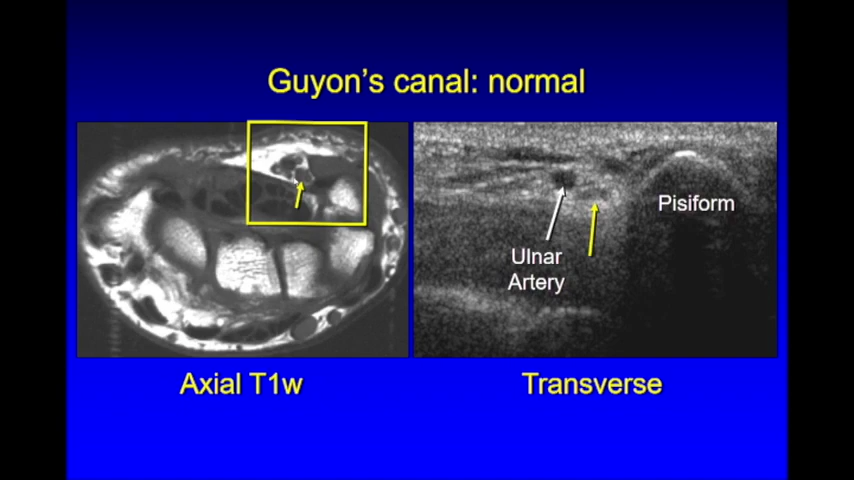 Guyon's canal: normal
Pisiform
Ulnar
Artery
Axial T1w
Transverse